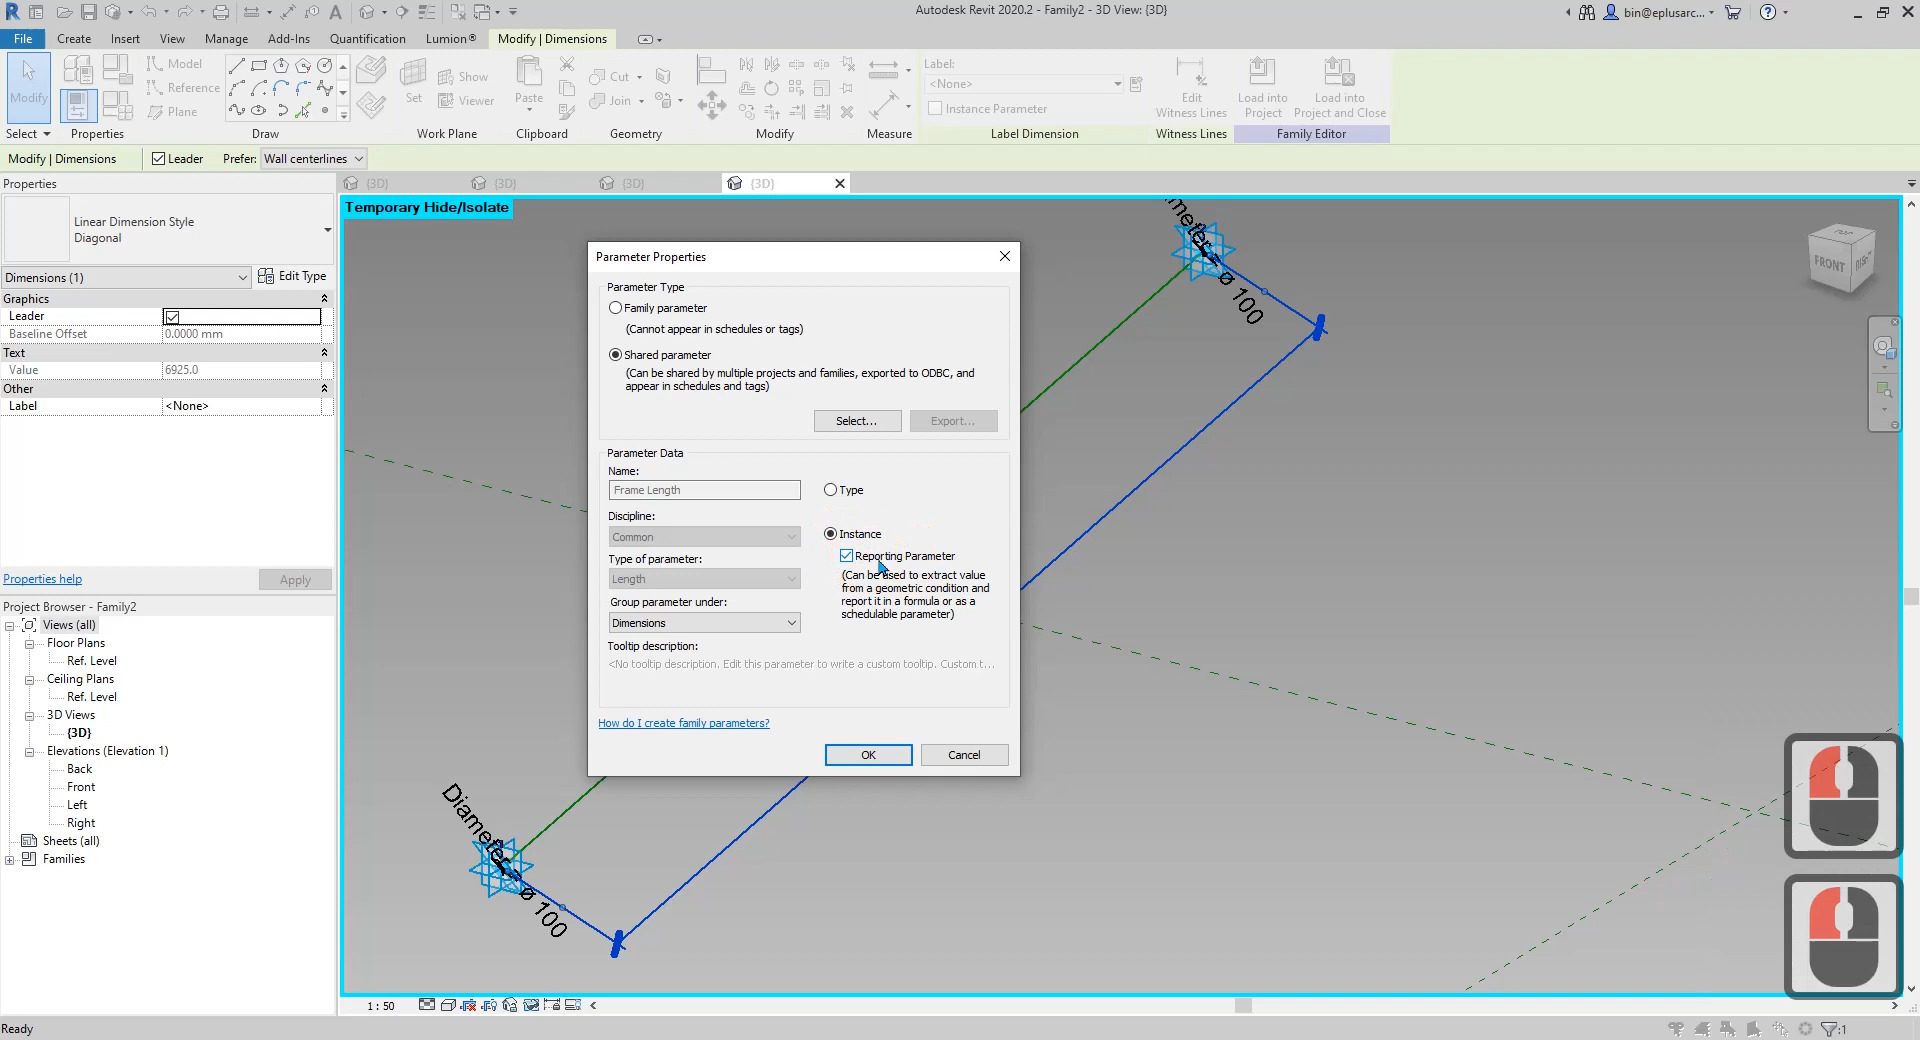 Autodesk Revit 2020.2 - Family2 - 3D View: {3D}
bin@eplusarc...
File
Create
Insert
View
Manage
Add-Ins
Quantification
Lumion®
Modify | Dimensions
Modify
Model
Reference
Plane
Set
Show
Viewer
Paste
Cut
Join
Label:
<None>
Instance Parameter
Edit
Witness Lines
Load into
Project
Load into
Project and Close
Select
Properties
Draw
Work Plane
Clipboard
Geometry
Modify
Measure
Label Dimension
Witness Lines
Family Editor
Modify | Dimensions
Leader
Prefer:
Wall centerlines
Properties
{3D}
{3D}
{3D}
{3D}
Temporary Hide/Isolate
Linear Dimension Style
Diagonal
Dimensions (1)
Edit Type
Graphics
Leader
Baseline Offset
0.0000 mm
Text
Value
6925.0
Other
Label
<None>
Properties help
Apply
Project Browser - Family2
Views (all)
Floor Plans
Ref. Level
Ceiling Plans
Ref. Level
3D Views
{3D}
Elevations (Elevation 1)
Back
Front
Left
Right
Sheets (all)
Families
Parameter Properties
Parameter Type
Family parameter
(Cannot appear in schedules or tags)
Shared parameter
(Can be shared by multiple projects and families, exported to ODBC, and
appear in schedules and tags)
Select...
Export...
Parameter Data
Name:
Frame Length
Type
Discipline:
Common
Instance
Type of parameter:
Reporting Parameter
Length
(Can be used to extract value
from a geometric condition and
report it in a formula or as a
schedulable parameter)
Group parameter under:
Dimensions
Tooltip description:
<No tooltip description. Edit this parameter to write a custom tooltip. Custom t...
How do I create family parameters?
OK
Cancel
ø 100
Diameter = ø 100
TOP
FRONT
1 : 50
Ready
:1